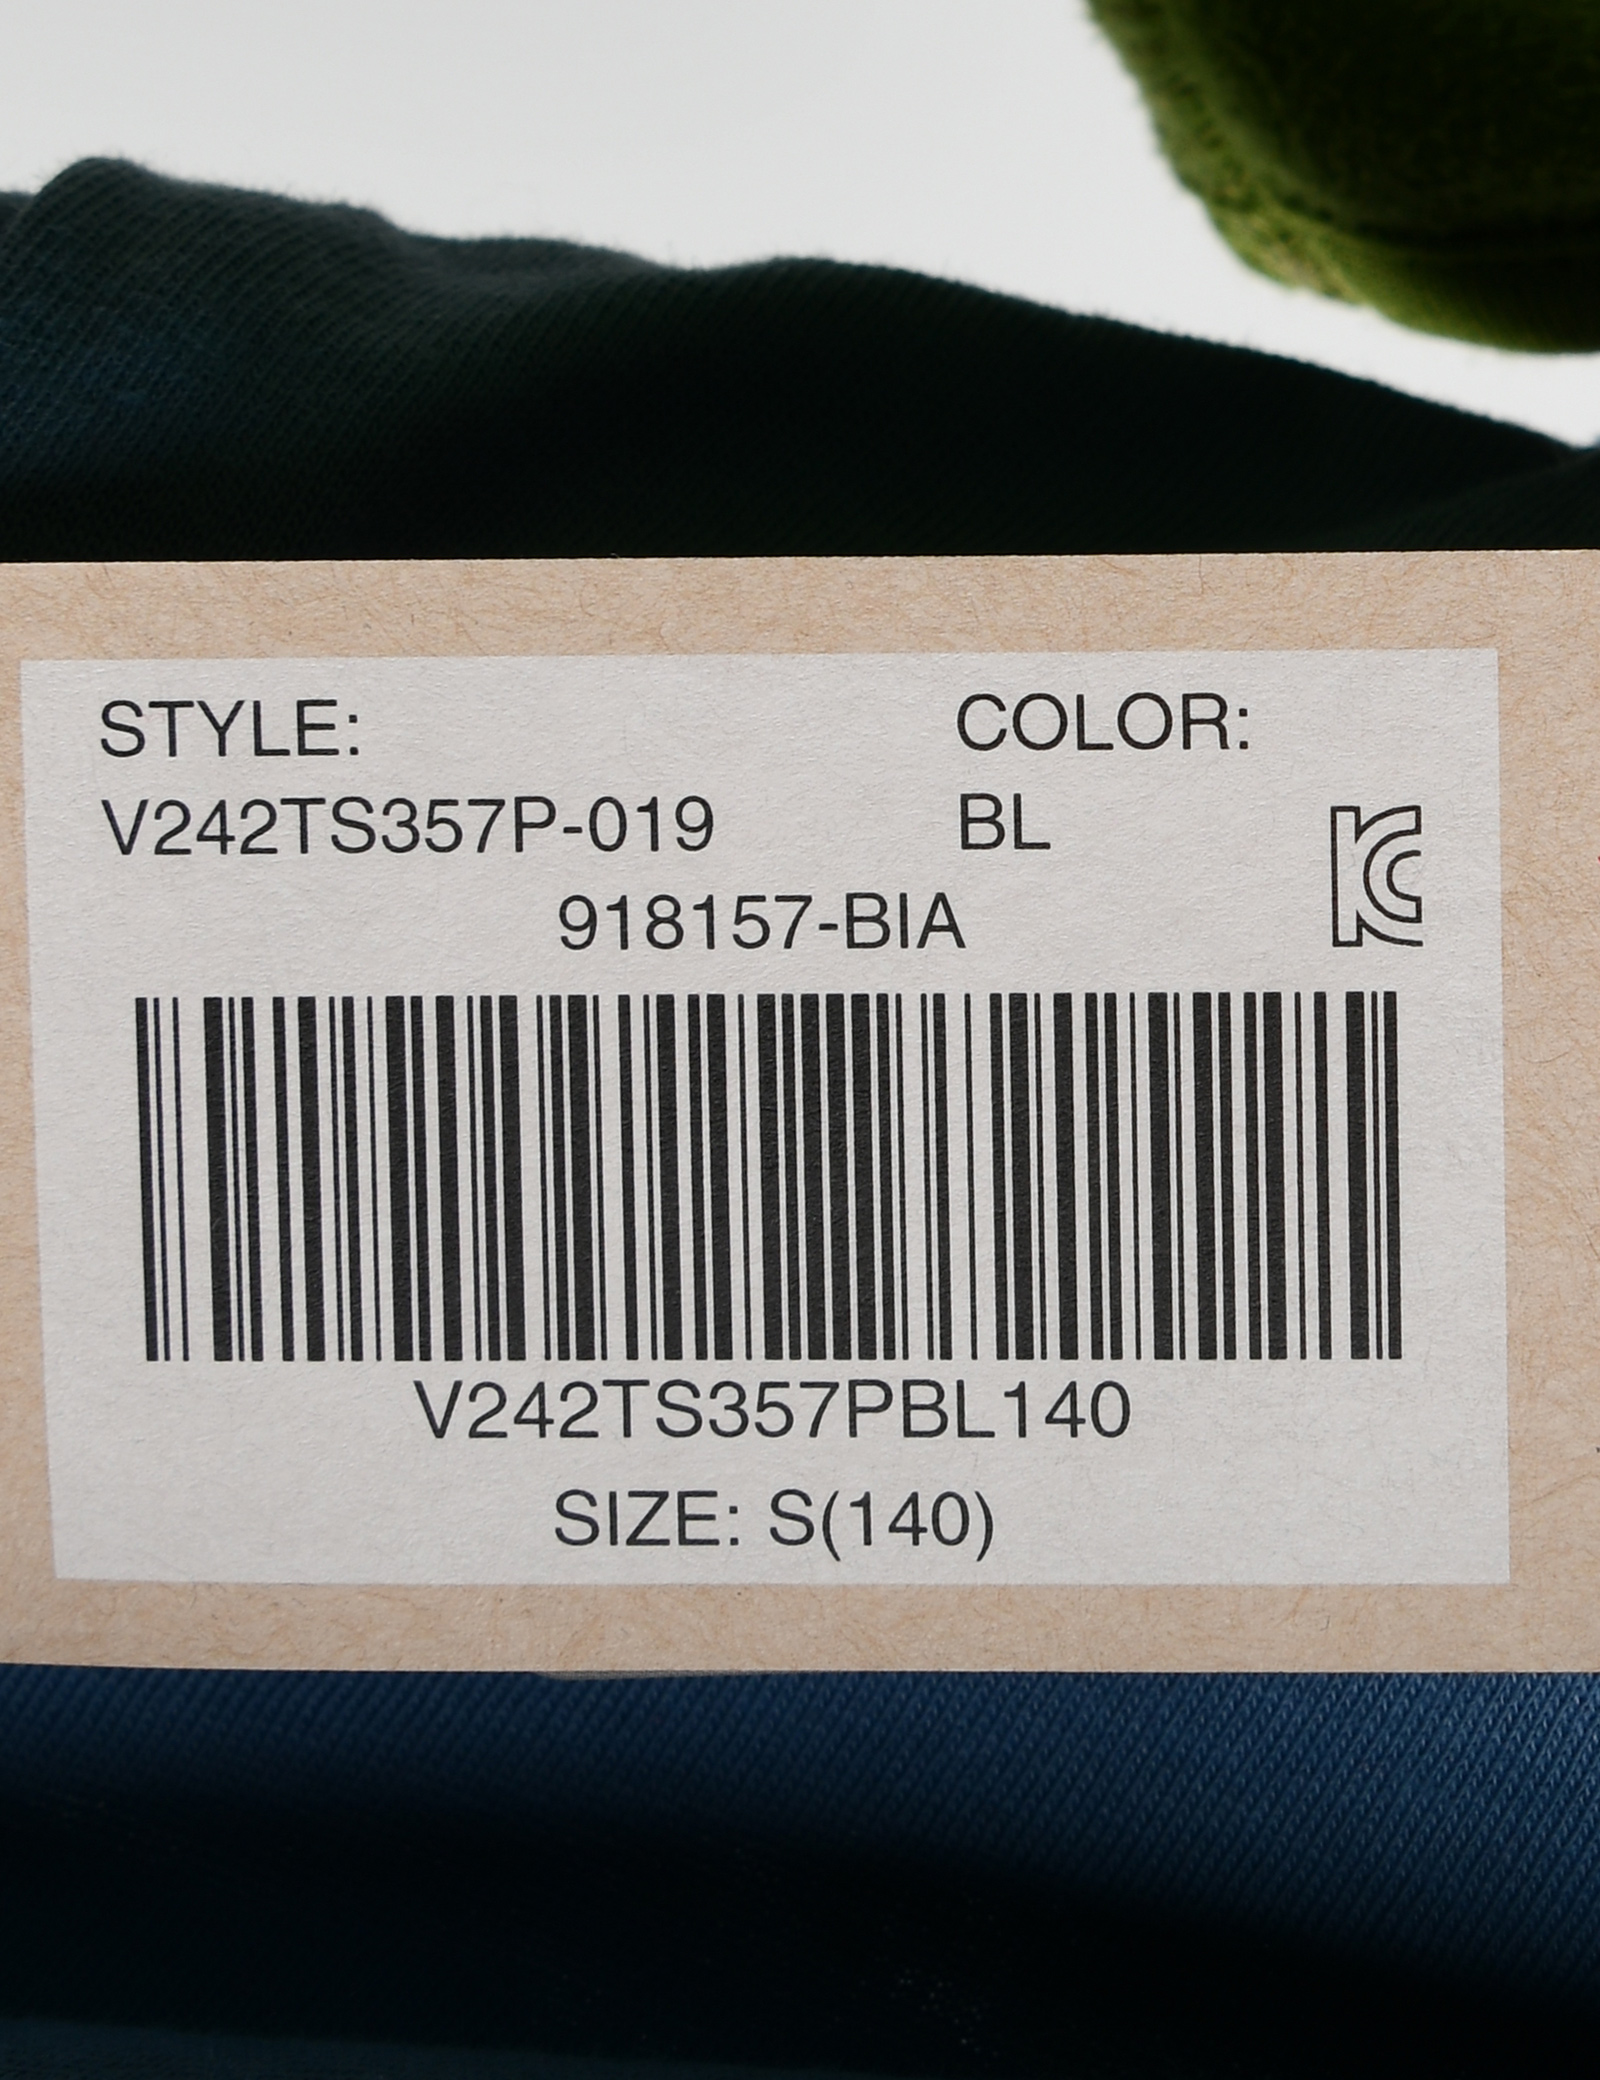 STYLE: COLOR:
V242TS357P-019 BL
918157-BIA
V242TS357PBL140
SIZE: S(140)